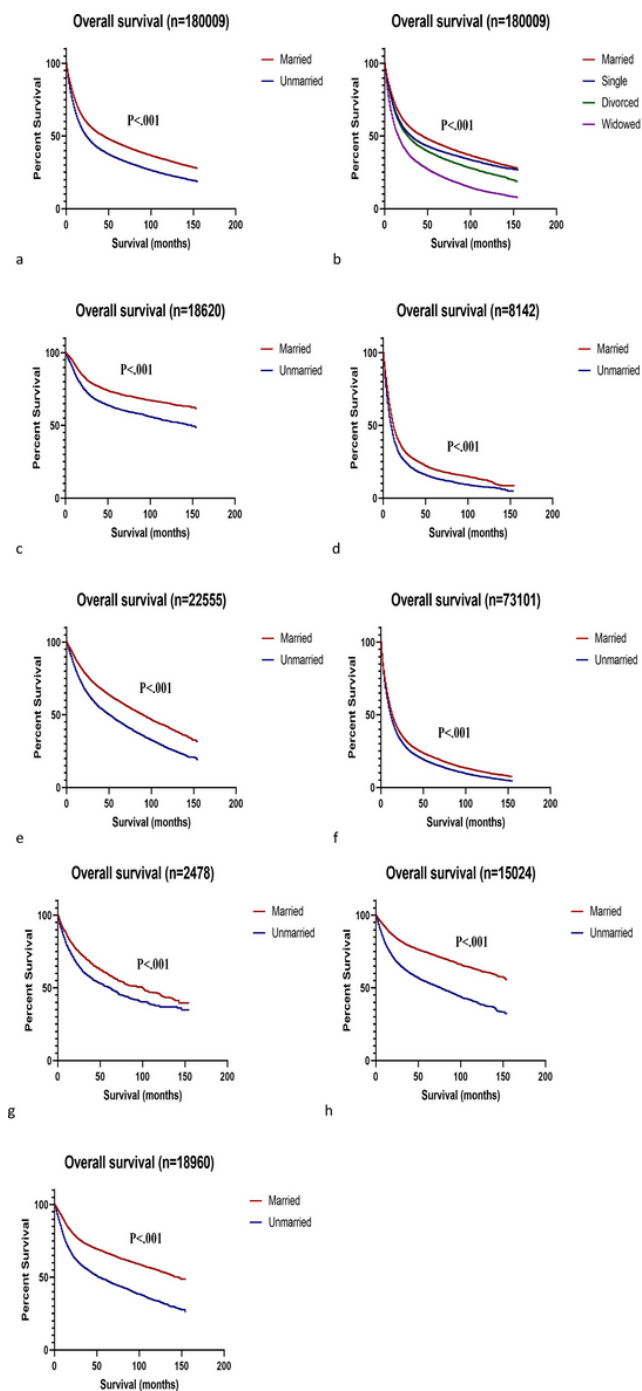 Overall survival (n=180009)
Percent Survival
100
50
0
0 50 100 150 200
Survival (months)
P<.001
Married
Unmarried
a
Overall survival (n=180009)
Percent Survival
100
50
0
0 50 100 150 200
Survival (months)
P<.001
Married
Single
Divorced
Widowed
b
Overall survival (n=18620)
Percent Survival
100
50
0
0 50 100 150 200
Survival (months)
P<.001
Married
Unmarried
c
Overall survival (n=8142)
Percent Survival
100
50
0
0 50 100 150 200
Survival (months)
P<.001
Married
Unmarried
d
Overall survival (n=22555)
Percent Survival
100
50
0
0 50 100 150 200
Survival (months)
P<.001
Married
Unmarried
e
Overall survival (n=73101)
Percent Survival
100
50
0
0 50 100 150 200
Survival (months)
P<.001
Married
Unmarried
f
Overall survival (n=2478)
Percent Survival
100
50
0
0 50 100 150 200
Survival (months)
P<.001
Married
Unmarried
g
Overall survival (n=15024)
Percent Survival
100
50
0
0 50 100 150 200
Survival (months)
P<.001
Married
Unmarried
h
Overall survival (n=18960)
Percent Survival
100
50
0
0 50 100 150 200
Survival (months)
P<.001
Married
Unmarried